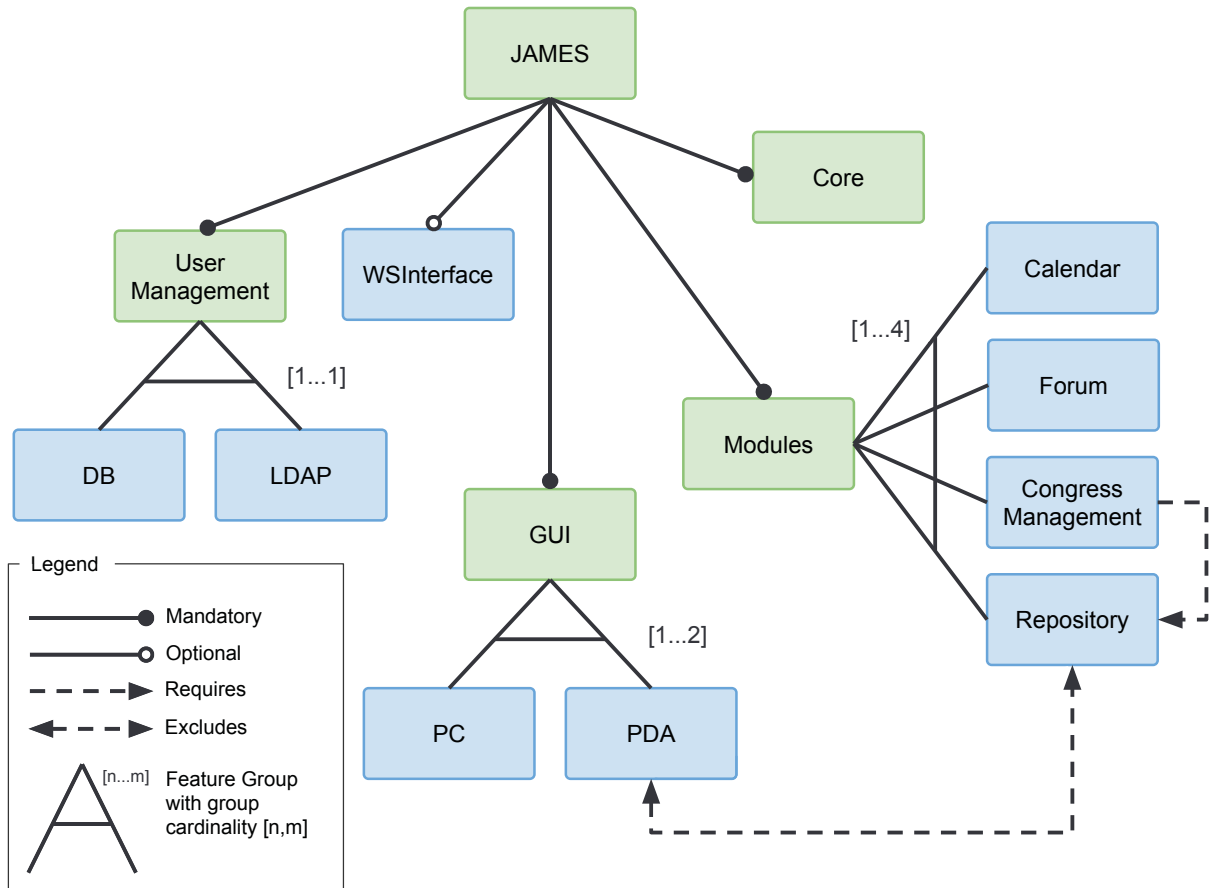 JAMES
Core
User
Management
WSInterface
Calendar
[1...4]
Forum
[1...1]
Modules
DB
LDAP
Congress
Management
GUI
Repository
[1...2]
PC
PDA
Legend
Mandatory
Optional
Requires
Excludes
[n...m]
Feature Group
with group
cardinality [n,m]